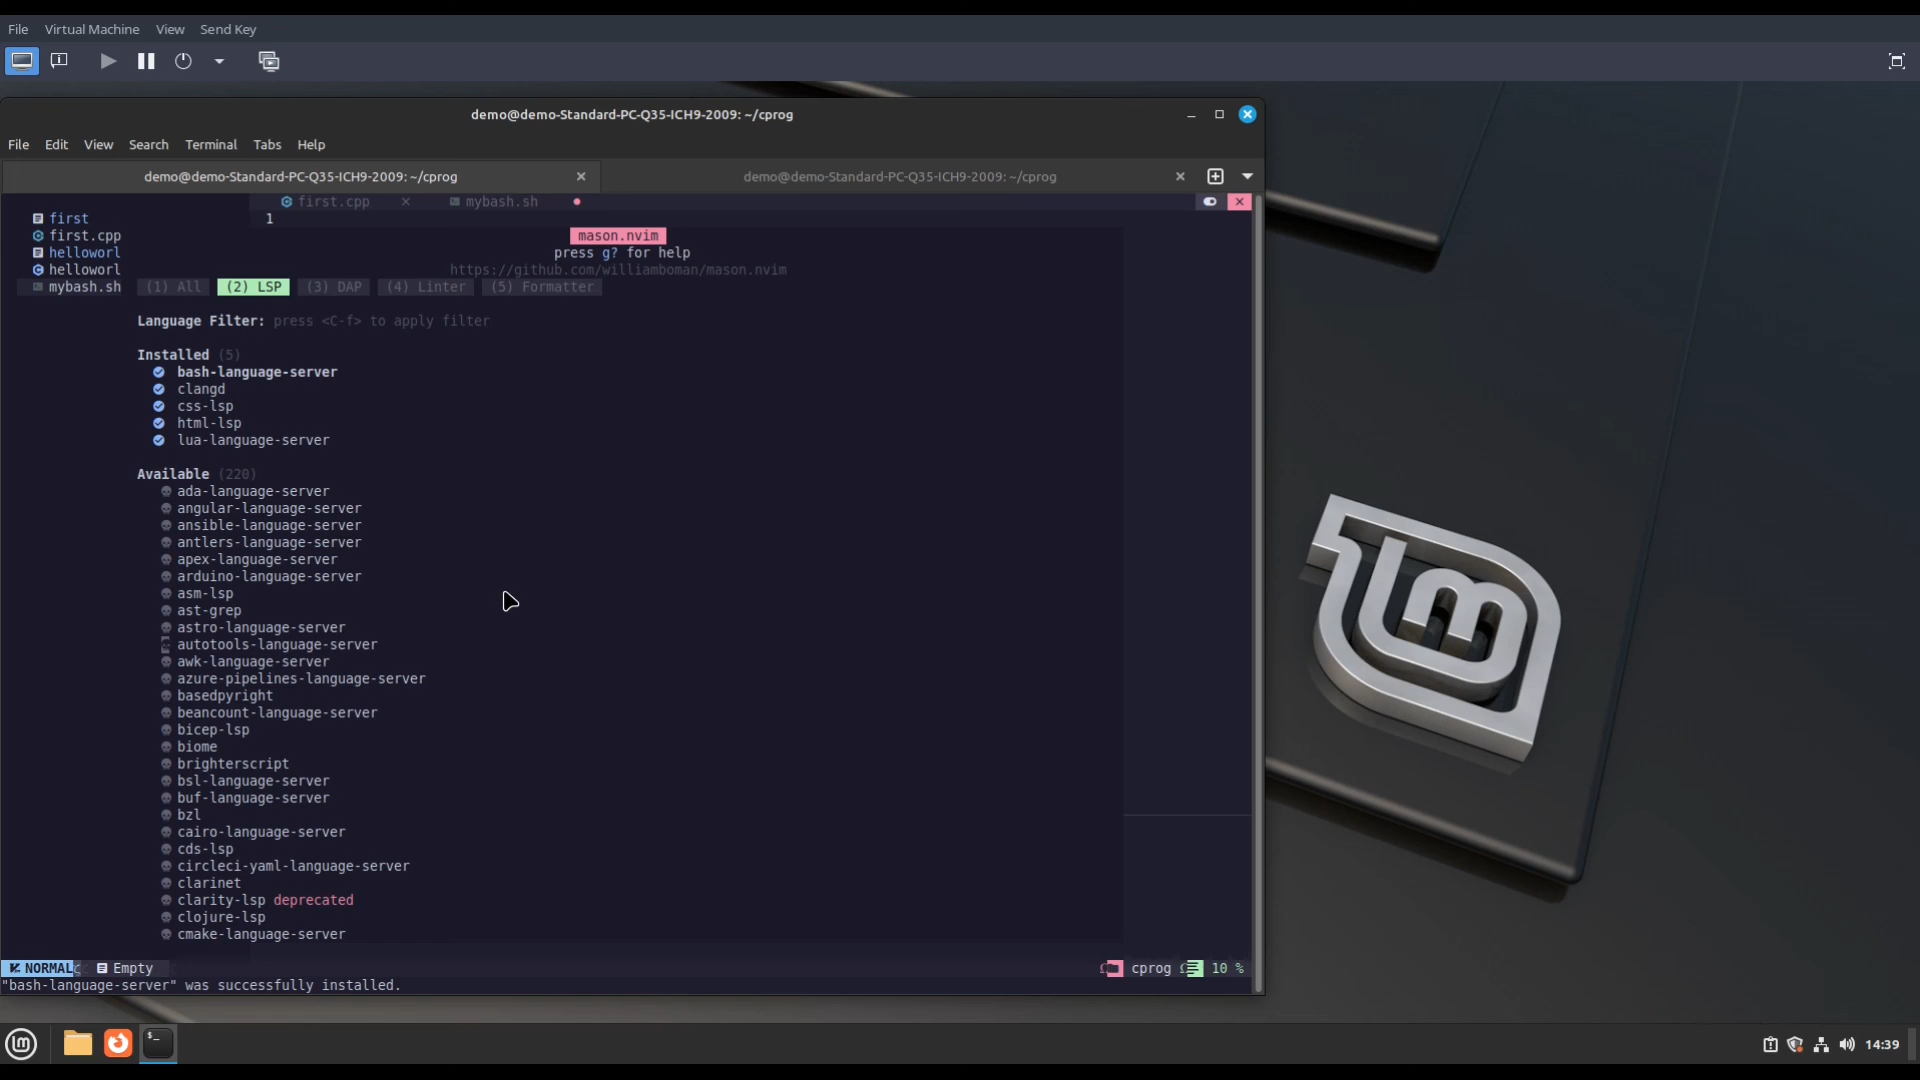 File Virtual Machine View Send Key
demo@demo-Standard-PC-Q35-ICH9-2009: ~/cprog
File Edit View Search Terminal Tabs Help
demo@demo-Standard-PC-Q35-ICH9-2009: ~/cprog
demo@demo-Standard-PC-Q35-ICH9-2009: ~/cprog
first.cpp mybash.sh
first
first.cpp
helloworl
helloworl
mybash.sh
1
mason.nvim
press g? for help
https://github.com/williamboman/mason.nvim
(1) All (2) LSP (3) DAP (4) Linter (5) Formatter
Language Filter: press <C-f> to apply filter
Installed (5)
bash-language-server
clangd
css-lsp
html-lsp
lua-language-server
Available (220)
ada-language-server
angular-language-server
ansible-language-server
antlers-language-server
apex-language-server
arduino-language-server
asm-lsp
ast-grep
astro-language-server
autotools-language-server
awk-language-server
azure-pipelines-language-server
basedpyright
beancount-language-server
bicep-lsp
biome
brighterscript
bsl-language-server
buf-language-server
bzl
cairo-language-server
cds-lsp
circleci-yaml-language-server
clarinet
clarity-lsp deprecated
clojure-lsp
cmake-language-server
NORMAL Empty cprog 10 %
"bash-language-server" was successfully installed.
14:39